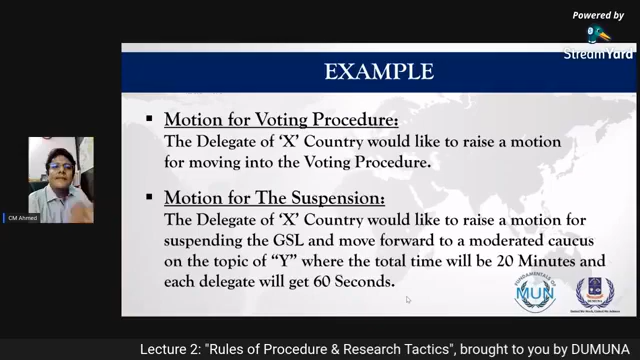 Powered by
StreamYard
EXAMPLE
▪ Motion for Voting Procedure:
The Delegate of ‘X’ Country would like to raise a motion
for moving into the Voting Procedure.
▪ Motion for The Suspension:
The Delegate of ‘X’ Country would like to raise a motion for
suspending the GSL and move forward to a moderated caucus
on the topic of “Y” where the total time will be 20 Minutes and
each delegate will get 60 Seconds.
CM Ahmed
FUNDAMENTALS OF
MUN
DUMUNA
Lecture 2: "Rules of Procedure & Research Tactics", brought to you by DUMUNA